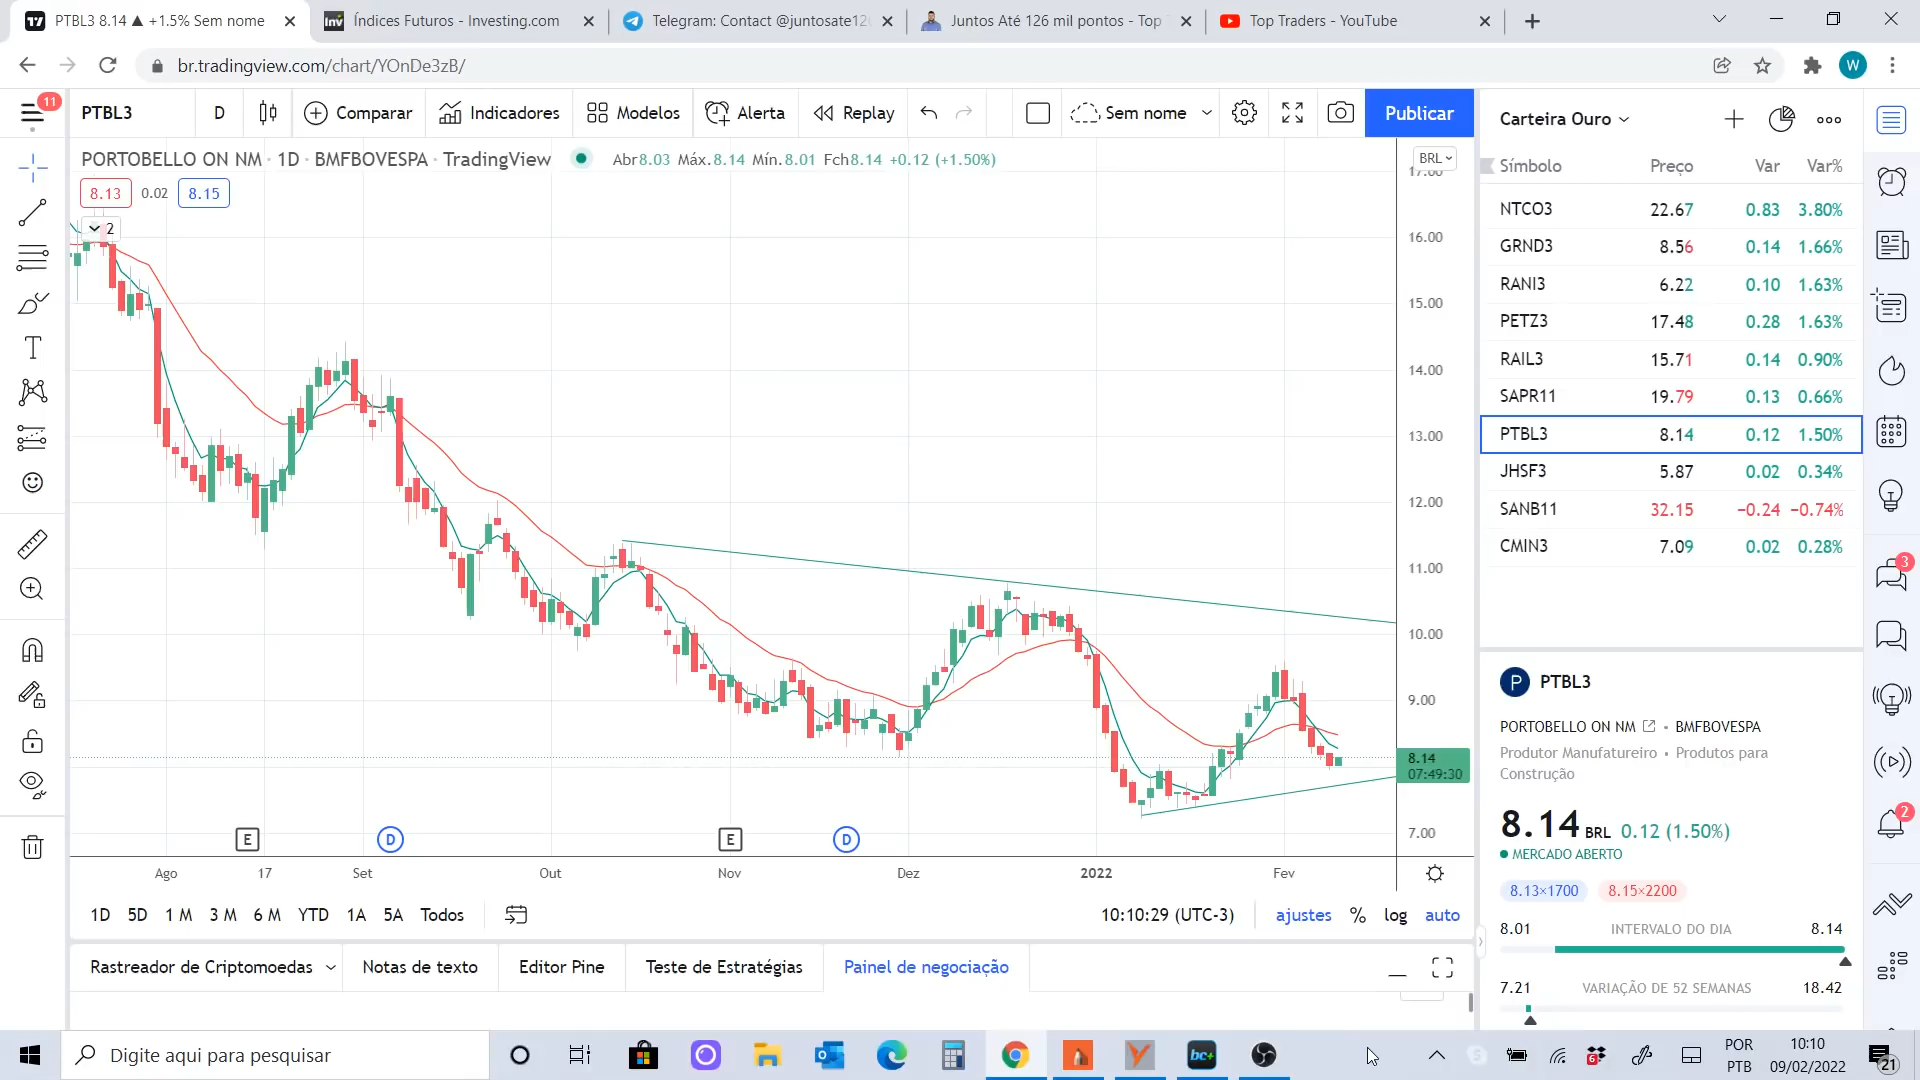 PTBL3 8.14 ▲ +1.5% Sem nome
Índices Futuros - Investing.com
Telegram: Contact @juntosate12
Juntos Até 126 mil pontos - Top
Top Traders - YouTube
br.tradingview.com/chart/YOnDe3zB/
W
11
PTBL3
D
Comparar
Indicadores
Modelos
Alerta
Replay
Sem nome
Publicar
PORTOBELLO ON NM · 1D · BMFBOVESPA · TradingView
Abr8.03 Máx.8.14 Mín.8.01 Fch8.14 +0.12 (+1.50%)
8.13 0.02 8.15
2
BRL
17.00
16.00
15.00
14.00
13.00
12.00
11.00
10.00
9.00
8.14
07:49:30
7.00
E D E D
Ago 17 Set Out Nov Dez 2022 Fev
1D 5D 1 M 3 M 6 M YTD 1A 5A Todos
10:10:29 (UTC-3)
ajustes % log auto
Rastreador de Criptomoedas
Notas de texto
Editor Pine
Teste de Estratégias
Painel de negociação
Carteira Ouro
Símbolo Preço Var Var%
NTCO3 22.67 0.83 3.80%
GRND3 8.56 0.14 1.66%
RANI3 6.22 0.10 1.63%
PETZ3 17.48 0.28 1.63%
RAIL3 15.71 0.14 0.90%
SAPR11 19.79 0.13 0.66%
PTBL3 8.14 0.12 1.50%
JHSF3 5.87 0.02 0.34%
SANB11 32.15 −0.24 −0.74%
CMIN3 7.09 0.02 0.28%
P PTBL3
PORTOBELLO ON NM • BMFBOVESPA
Produtor Manufatureiro • Produtos para
Construção
8.14 BRL 0.12 (1.50%)
MERCADO ABERTO
8.13×1700 8.15×2200
8.01 INTERVALO DO DIA 8.14
7.21 VARIAÇÃO DE 52 SEMANAS 18.42
3
2
Digite aqui para pesquisar
bc+
6
POR
PTB
10:10
09/02/2022
21